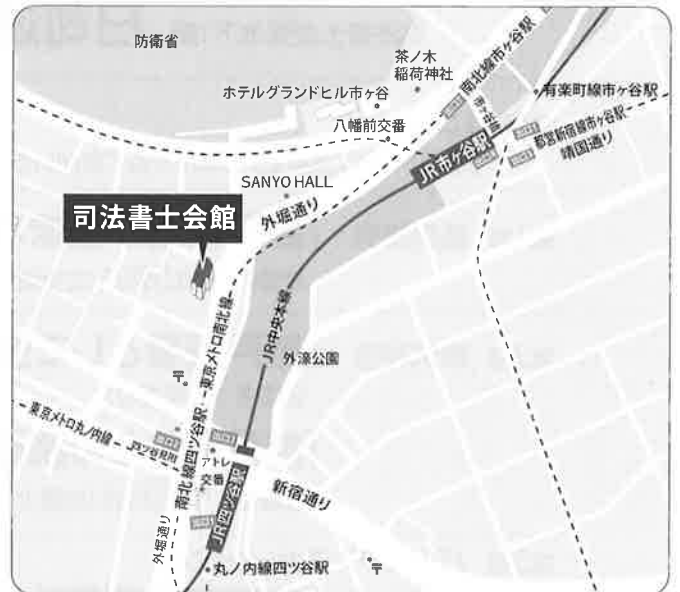 防衛省
茶ノ木
稲荷神社
南北線市ヶ谷駅
ホテルグランドヒル市ヶ谷
有楽町線市ヶ谷駅
八幡前交番
都営新宿線市ヶ谷駅
靖国通り
JR市ヶ谷駅
SANYO HALL
外堀通り
司法書士会館
東京メトロ南北線
JR中央本線
外濠公園
〒
東京メトロ丸ノ内線
四ツ谷見附
南北線四ツ谷駅
アトレ
交番
新宿通り
JR四ツ谷駅
外堀通り
丸ノ内線四ツ谷駅
〒